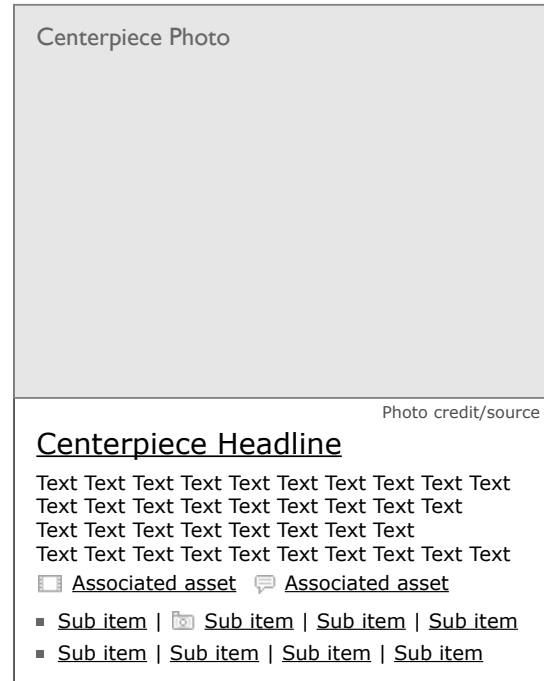 Centerpiece Photo
Photo credit/source
Centerpiece Headline
Text Text Text Text Text Text Text Text Text Text
Text Text Text Text Text Text Text Text Text
Text Text Text Text Text Text Text Text
Text Text Text Text Text Text Text Text Text Text
Associated asset Associated asset
Sub item | Sub item | Sub item | Sub item
Sub item | Sub item | Sub item | Sub item